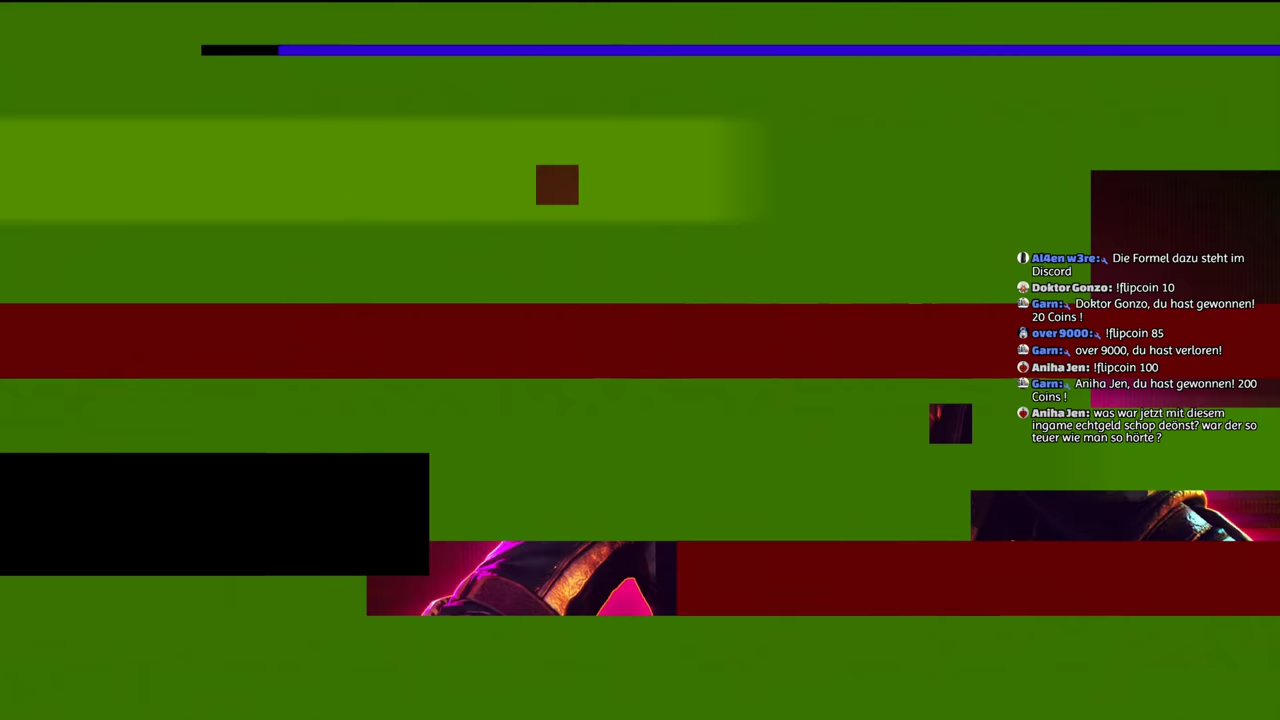 Al4en w3re: Die Formel dazu steht im
Discord
Doktor Gonzo: !flipcoin 10
Garn: Doktor Gonzo, du hast gewonnen!
20 Coins !
over 9000: !flipcoin 85
Garn: over 9000, du hast verloren!
Aniha Jen: !flipcoin 100
Garn: Aniha Jen, du hast gewonnen! 200
Coins !
Aniha Jen: was war jetzt mit diesem
ingame echtgeld schop deönst? war der so
teuer wie man so hörte ?